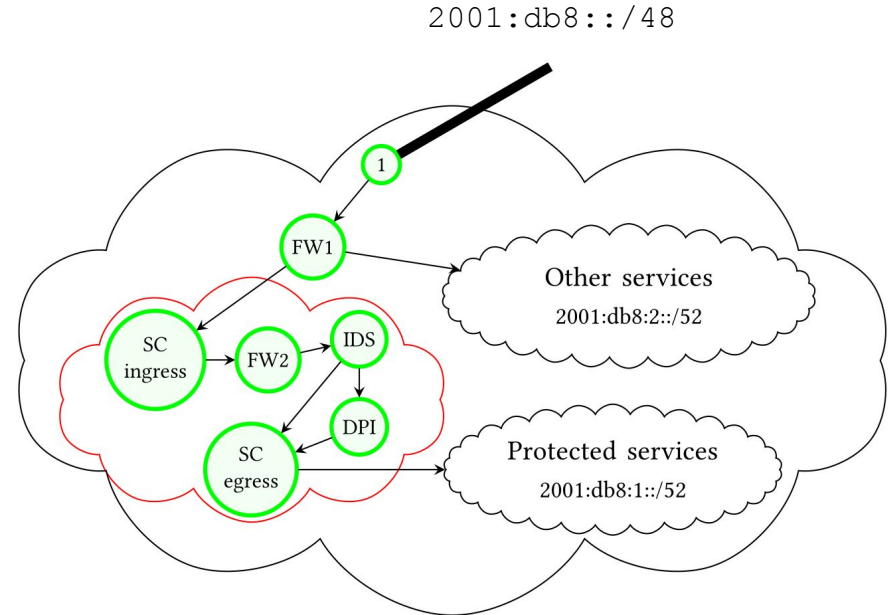 2001:db8::/48
1
FW1
Other services
2001:db8:2::/52
SC
ingress
FW2
IDS
DPI
SC
egress
Protected services
2001:db8:1::/52